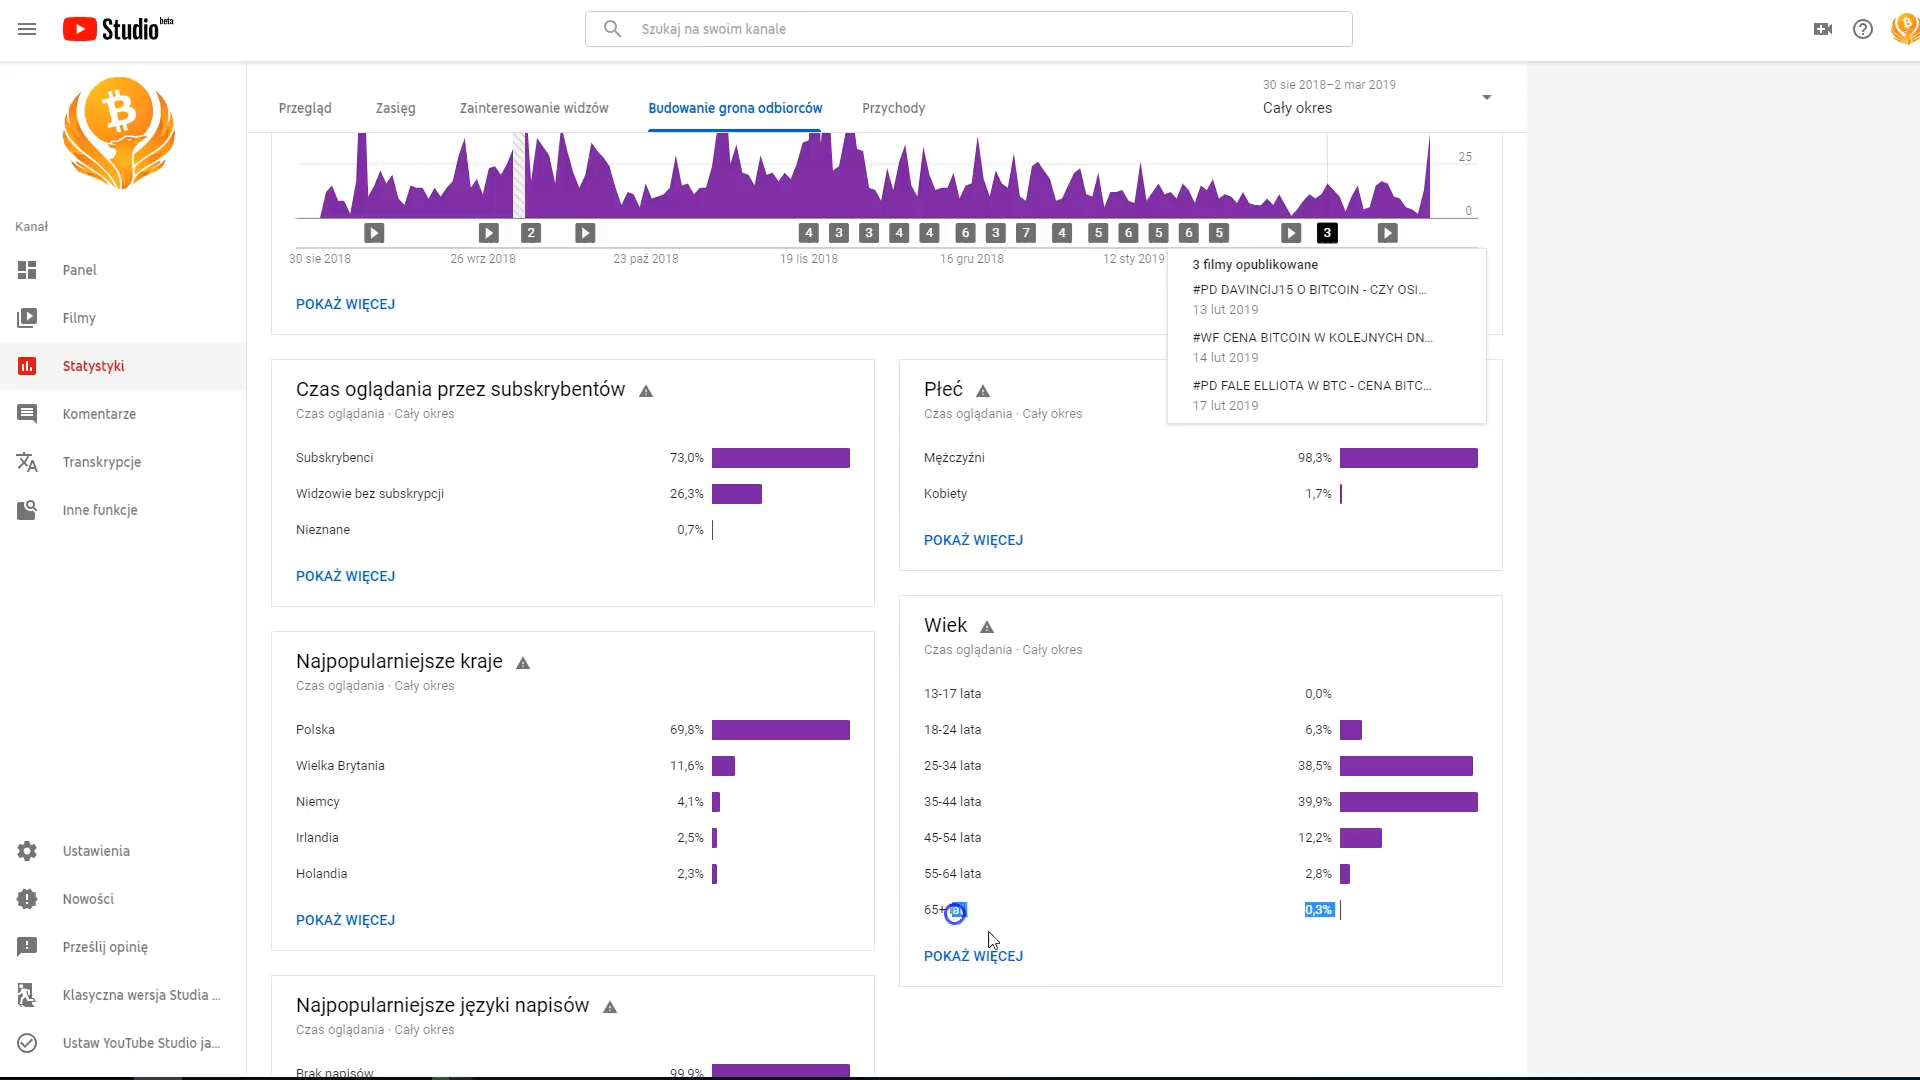 Studio beta
Szukaj na swoim kanale
Kanał
Panel
Filmy
Statystyki
Komentarze
Transkrypcje
Inne funkcje
Ustawienia
Nowości
Prześlij opinię
Klasyczna wersja Studia ...
Ustaw YouTube Studio ja...
Przegląd
Zasięg
Zainteresowanie widzów
Budowanie grona odbiorców
Przychody
30 sie 2018–2 mar 2019
Cały okres
25
0
2 4 3 3 4 4 6 3 7 4 5 6 5 6 5 3
30 sie 2018
26 wrz 2018
23 paź 2018
19 lis 2018
16 gru 2018
12 sty 2019
3 filmy opublikowane
#PD DAVINCIJ15 O BITCOIN - CZY OSI...
13 lut 2019
#WF CENA BITCOIN W KOLEJNYCH DN...
14 lut 2019
#PD FALE ELLIOTA W BTC - CENA BITC...
17 lut 2019
POKAŻ WIĘCEJ
Czas oglądania przez subskrybentów
Czas oglądania · Cały okres
Subskrybenci 73,0%
Widzowie bez subskrypcji 26,3%
Nieznane 0,7%
POKAŻ WIĘCEJ
Płeć
Czas oglądania · Cały okres
Mężczyźni 98,3%
Kobiety 1,7%
POKAŻ WIĘCEJ
Najpopularniejsze kraje
Czas oglądania · Cały okres
Polska 69,8%
Wielka Brytania 11,6%
Niemcy 4,1%
Irlandia 2,5%
Holandia 2,3%
POKAŻ WIĘCEJ
Wiek
Czas oglądania · Cały okres
13-17 lata 0,0%
18-24 lata 6,3%
25-34 lata 38,5%
35-44 lata 39,9%
45-54 lata 12,2%
55-64 lata 2,8%
65+ 0,3%
POKAŻ WIĘCEJ
Najpopularniejsze języki napisów
Czas oglądania · Cały okres
Brak napisów 99,9%